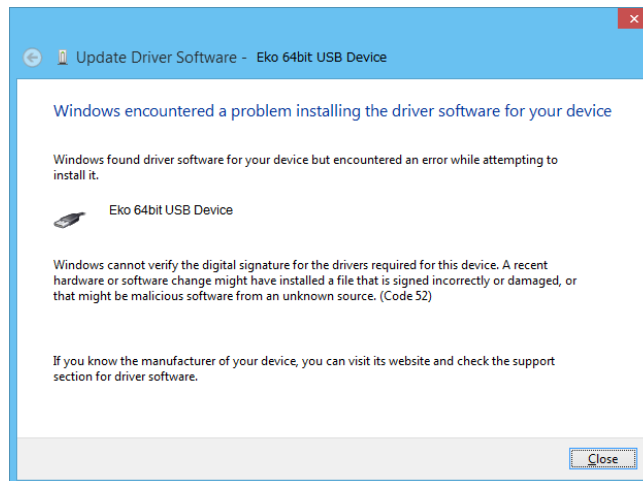 Update Driver Software - Eko 64bit USB Device
Windows encountered a problem installing the driver software for your device
Windows found driver software for your device but encountered an error while attempting to
install it.
Eko 64bit USB Device
Windows cannot verify the digital signature for the drivers required for this device. A recent
hardware or software change might have installed a file that is signed incorrectly or damaged, or
that might be malicious software from an unknown source. (Code 52)
If you know the manufacturer of your device, you can visit its website and check the support
section for driver software.
Close